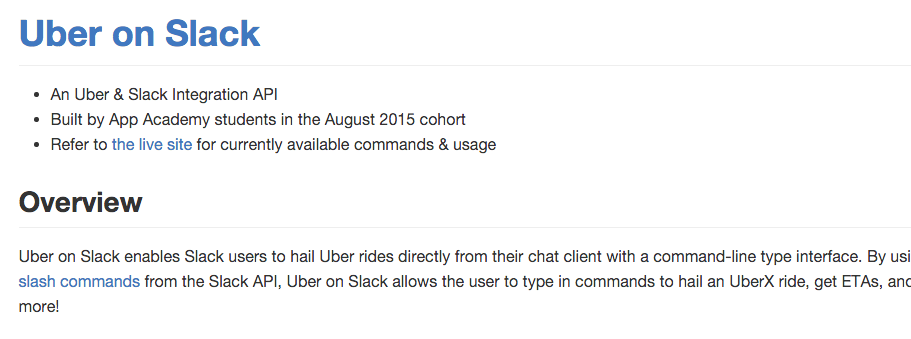 Uber on Slack
An Uber & Slack Integration API
Built by App Academy students in the August 2015 cohort
Refer to the live site for currently available commands & usage
Overview
Uber on Slack enables Slack users to hail Uber rides directly from their chat client with a command-line type interface. By usi
slash commands from the Slack API, Uber on Slack allows the user to type in commands to hail an UberX ride, get ETAs, and
more!